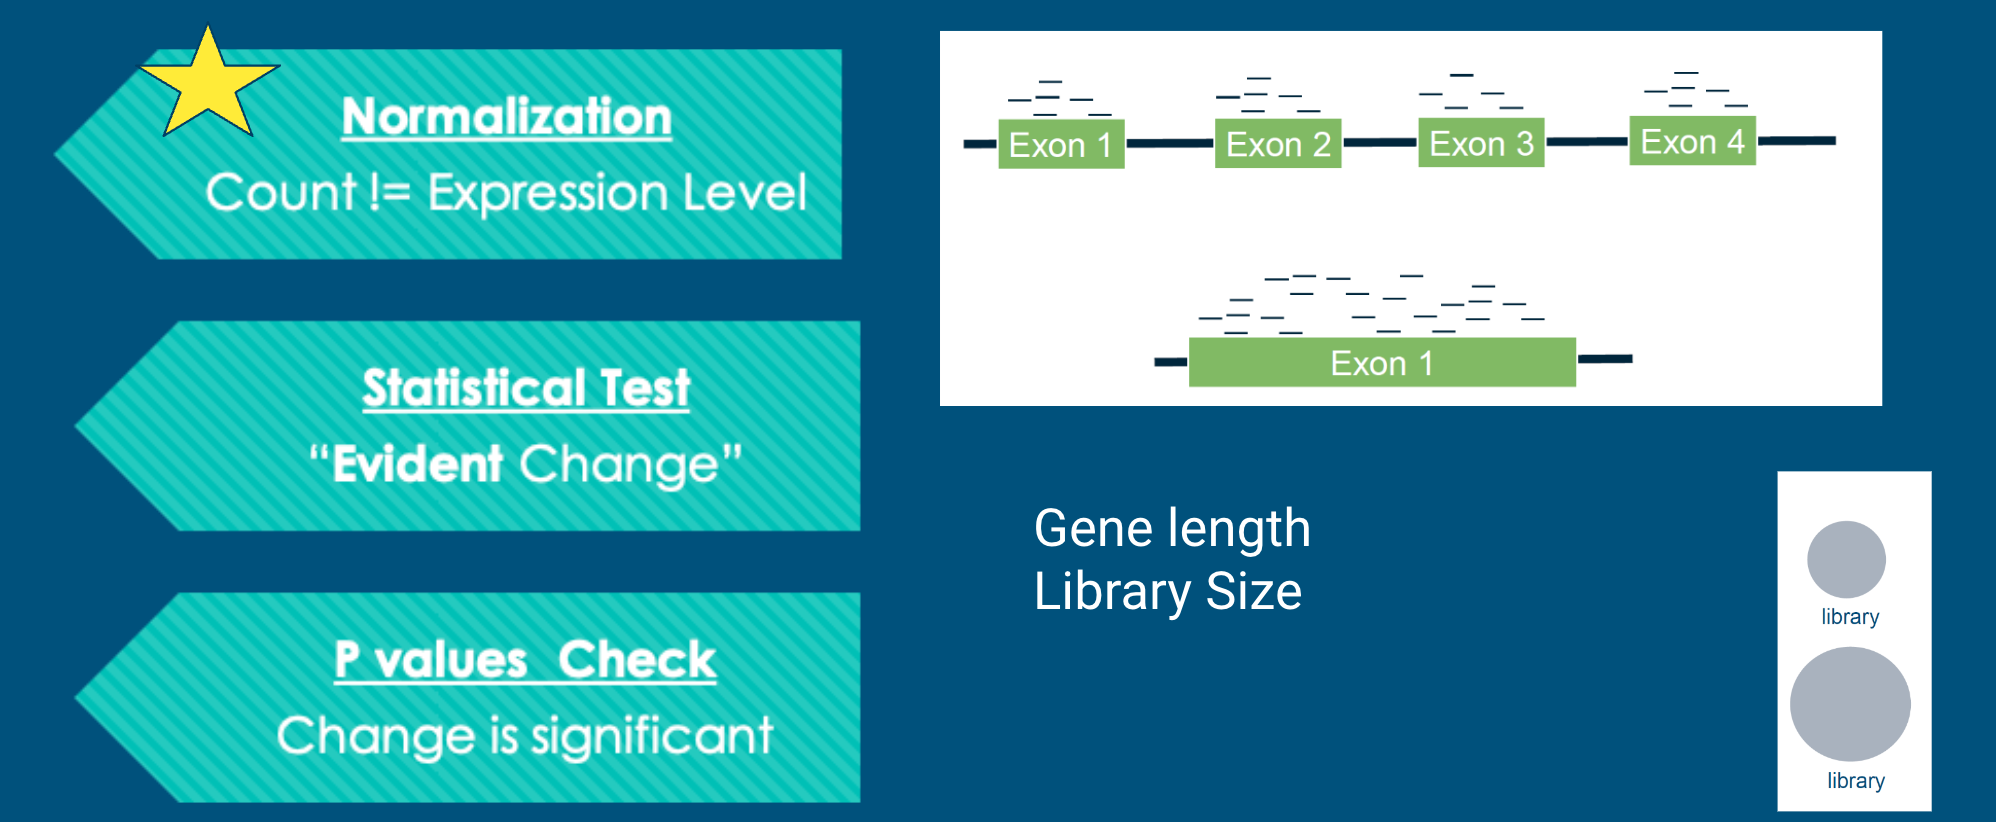 Normalization
Count != Expression Level
Statistical Test
“Evident Change”
P values  Check
Change is significant
Exon 1
Exon 2
Exon 3
Exon 4
Exon 1
Gene length
Library Size
library
library